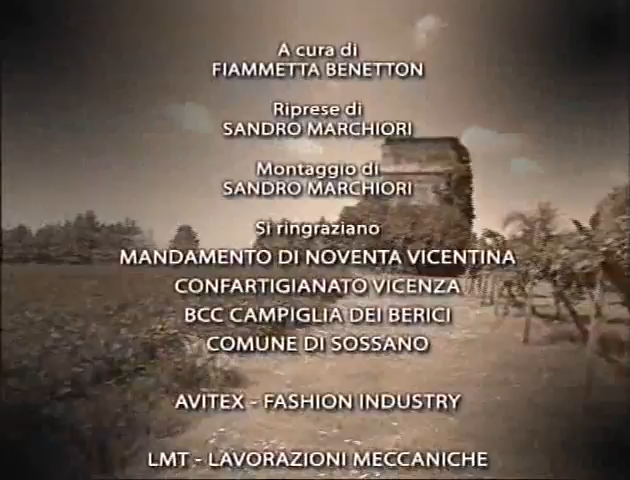 A cura di
FIAMMETTA BENETTON
Riprese di
SANDRO MARCHIORI
Montaggio di
SANDRO MARCHIORI
Si ringraziano
MANDAMENTO DI NOVENTA VICENTINA
CONFARTIGIANATO VICENZA
BCC CAMPIGLIA DEI BERICI
COMUNE DI SOSSANO
AVITEX - FASHION INDUSTRY
LMT - LAVORAZIONI MECCANICHE